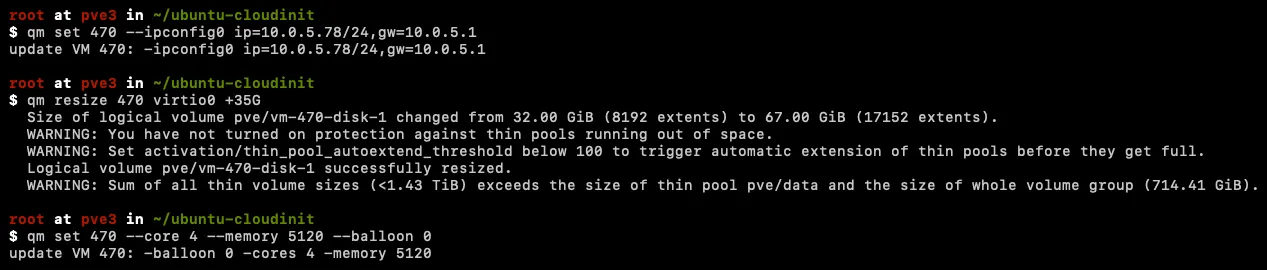 root at pve3 in ~/ubuntu-cloudinit
$ qm set 470 --ipconfig0 ip=10.0.5.78/24,gw=10.0.5.1
update VM 470: -ipconfig0 ip=10.0.5.78/24,gw=10.0.5.1
root at pve3 in ~/ubuntu-cloudinit
$ qm resize 470 virtio0 +35G
Size of logical volume pve/vm-470-disk-1 changed from 32.00 GiB (8192 extents) to 67.00 GiB (17152 extents).
WARNING: You have not turned on protection against thin pools running out of space.
WARNING: Set activation/thin_pool_autoextend_threshold below 100 to trigger automatic extension of thin pools before they get full.
Logical volume pve/vm-470-disk-1 successfully resized.
WARNING: Sum of all thin volume sizes (<1.43 TiB) exceeds the size of thin pool pve/data and the size of whole volume group (714.41 GiB).
root at pve3 in ~/ubuntu-cloudinit
$ qm set 470 --core 4 --memory 5120 --balloon 0
update VM 470: -balloon 0 -cores 4 -memory 5120